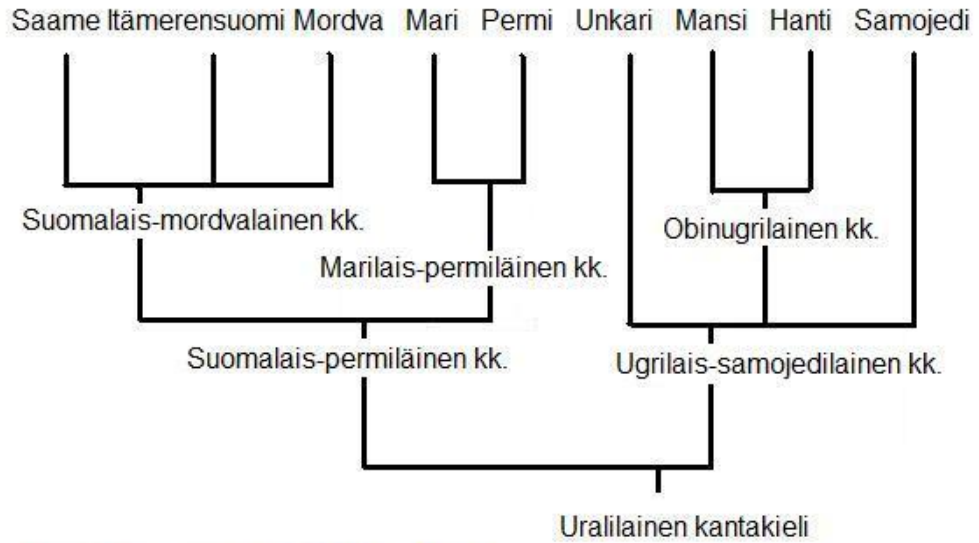 Saame Itämerensuomi Mordva Mari Permi Unkari Mansi Hanti Samojedi
Suomalais-mordvalainen kk.
Obinugrilainen kk.
Marilais-permiläinen kk.
Suomalais-permiläinen kk.
Ugrilais-samojedilainen kk.
Uralilainen kantakieli